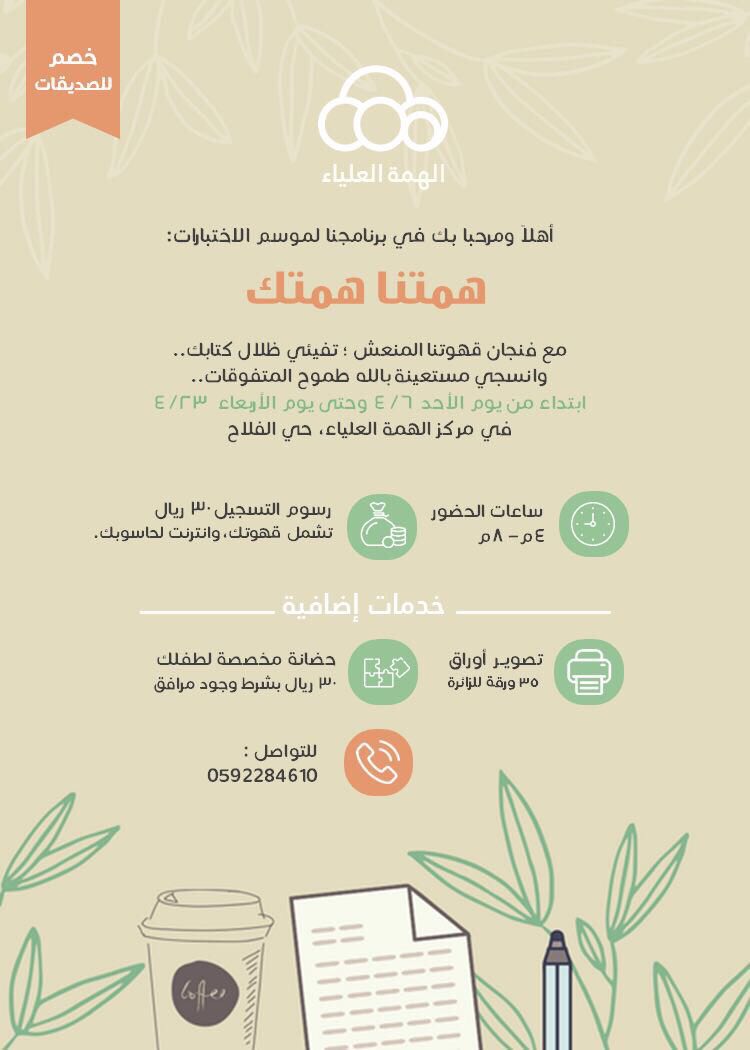 خصم
للصديقات
الهمة العلياء
أهلاً ومرحبا بك في برنامجنا لموسم الاختبارات:
همتنا همتك
مع فنجان قهوتنا المنعش ؛ تفيئي ظلال كتابك..
وانسجي مستعينة بالله طموح المتفوقات..
ابتداء من يوم الأحد ٤/٦ وحتى يوم الأربعاء ٤/٢٣
في مركز الهمة العلياء، حي الفلاح
ساعات الحضور
٤م – ٨م
رسوم التسجيل ٣٠ ريال
تشمل قهوتك، وانترنت لحاسوبك.
خدمات إضافية
تصوير أوراق
٣٥ ورقة للزائرة
حضانة مخصصة لطفلك
٣٠ ريال بشرط وجود مرافق
للتواصل :
0592284610
Coffee